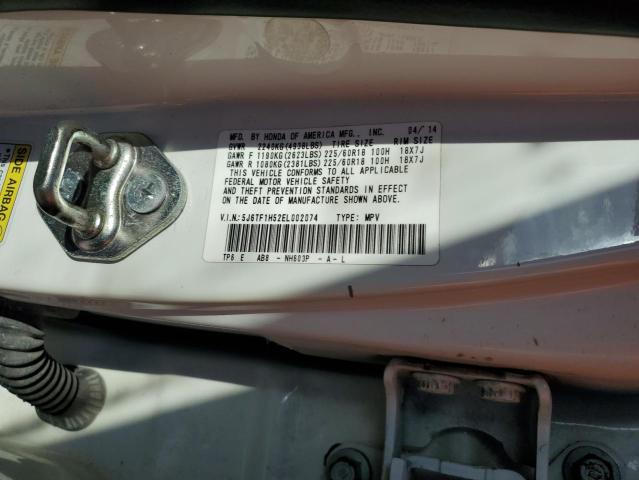 MFD. BY HONDA OF AMERICA MFG., INC. 04/'14
GVWR 2240KG(4938LBS) TIRE SIZE RIM SIZE
GAWR F 1190KG(2623LBS) 225/60R18 100H 18X7J
GAWR R 1080KG(2381LBS) 225/60R18 100H 18X7J
THIS VEHICLE CONFORMS TO ALL APPLICABLE
FEDERAL MOTOR VEHICLE SAFETY
AND THEFT PREVENTION STANDARDS IN EFFECT
ON THE DATE OF MANUFACTURE SHOWN ABOVE.
V.I.N:5J6TF1H52EL002074 TYPE: MPV
TP6 E AB8 - NH603P -A-L
SIDE AIRBAG